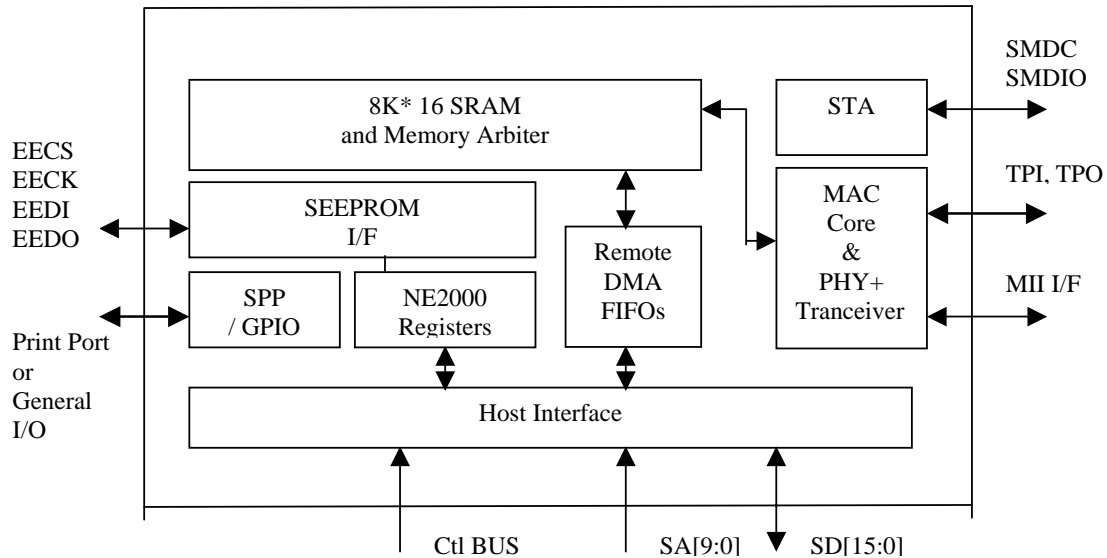 SMDC
SMDIO
8K* 16 SRAM
and Memory Arbiter
STA
EECS
EECK
EEDI
EEDO
SEEPROM
I/F
TPI, TPO
MAC
Core
&
PHY+
Tranceiver
Remote
DMA
FIFOs
MII I/F
SPP
/ GPIO
NE2000
Registers
Print Port
or
General
I/O
Host Interface
Ctl BUS
SA[9:0]
SD[15:0]